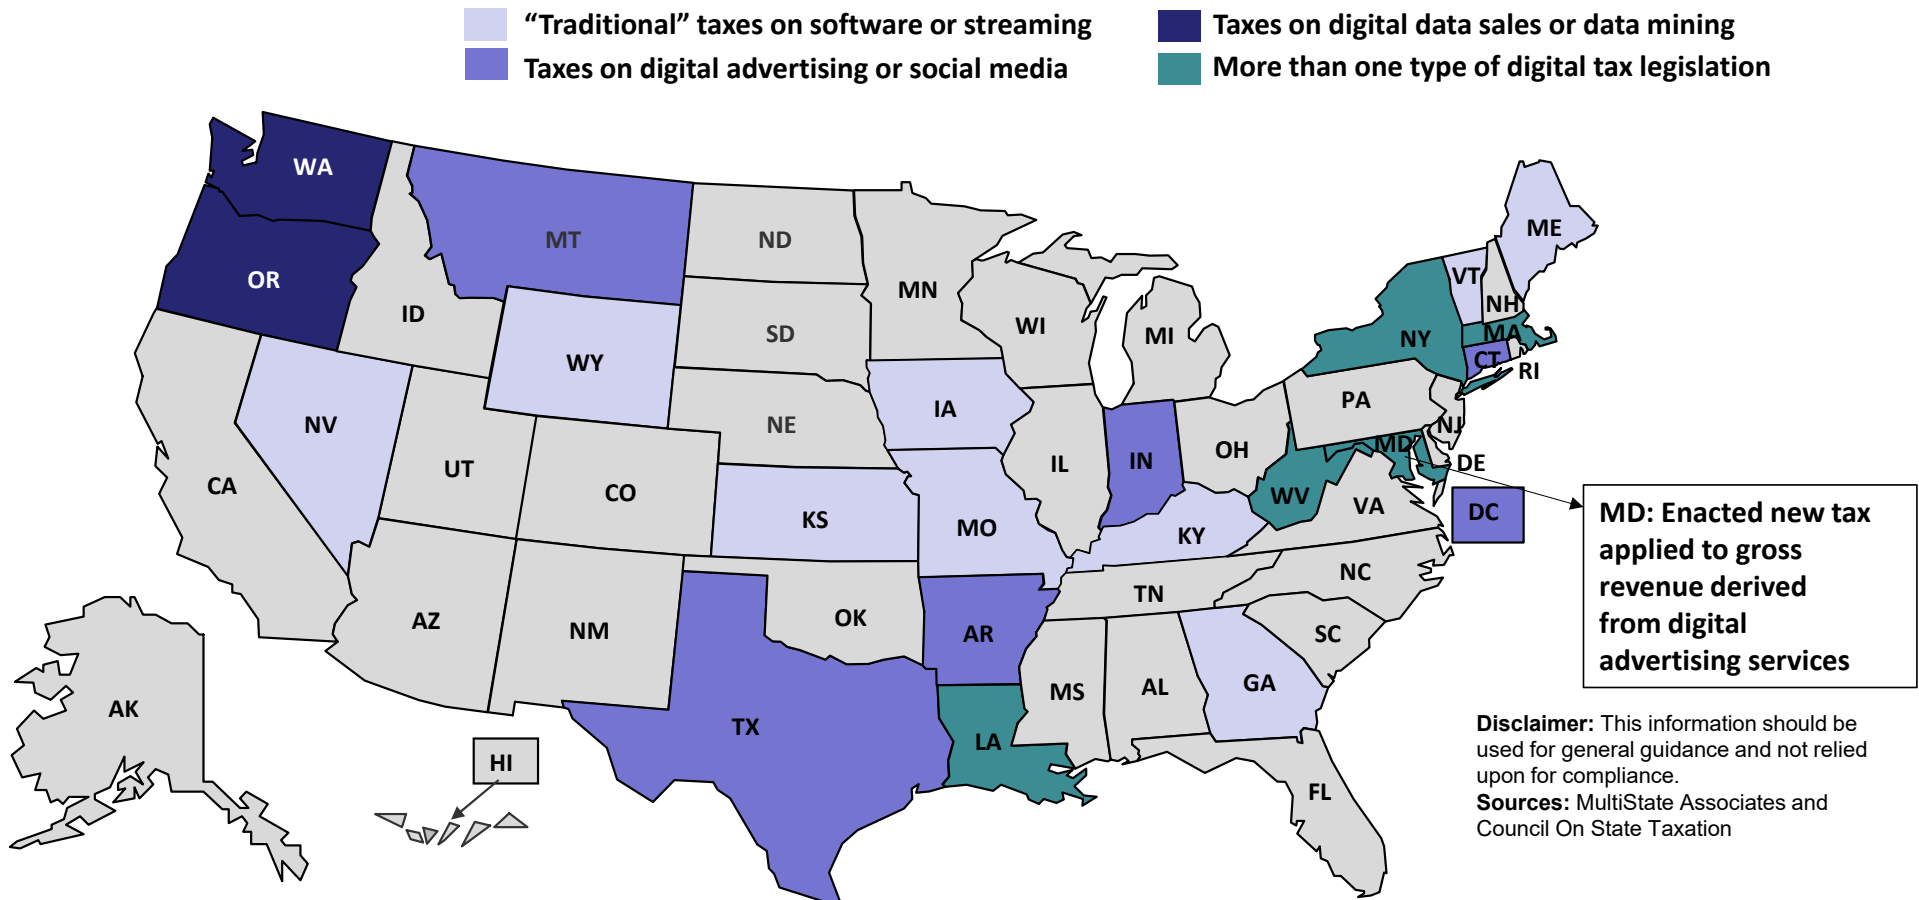 “Traditional” taxes on software or streaming
Taxes on digital data sales or data mining
Taxes on digital advertising or social media
More than one type of digital tax legislation
WA
MT
ND
ME
OR
ID
MN
VT
NH
SD
WI
MI
NY
MA
WY
CT
RI
NV
NE
IA
PA
NJ
UT
IL
IN
OH
MD
DE
CA
CO
KS
MO
WV
VA
DC
KY
AZ
NM
OK
AR
TN
NC
SC
AK
TX
MS
AL
GA
LA
HI
FL
MD: Enacted new tax
applied to gross
revenue derived
from digital
advertising services
Disclaimer: This information should be
used for general guidance and not relied
upon for compliance.
Sources: MultiState Associates and
Council On State Taxation